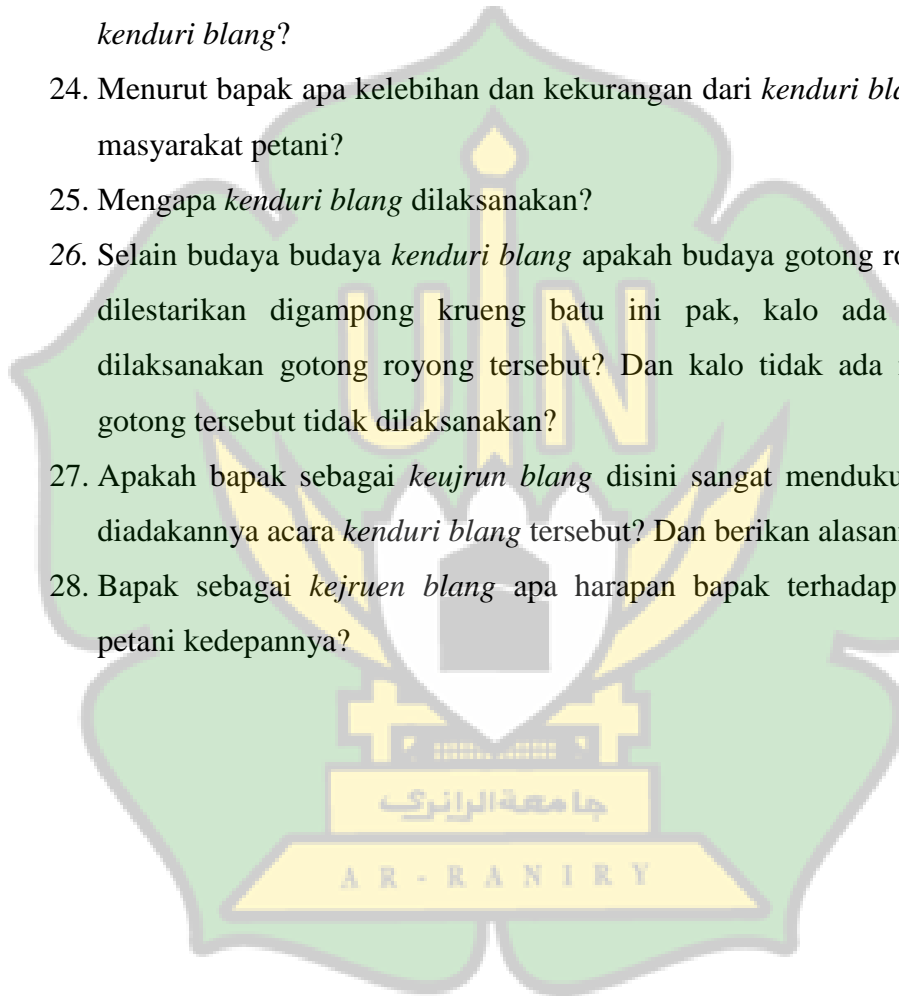 kenduri blang?
24. Menurut bapak apa kelebihan dan kekurangan dari kenduri
masyarakat petani?
25. Mengapa kenduri blang dilaksanakan?
26. Selain budaya budaya kenduri blang apakah budaya gotong
dilestarikan digampong krueng batu ini pak, kalo ada
dilaksanakan gotong royong tersebut? Dan kalo tidak ada
gotong tersebut tidak dilaksanakan?
27. Apakah bapak sebagai keujrun blang disini sangat
diadakannya acara kenduri blang tersebut? Dan berikan
28. Bapak sebagai kejruen blang apa harapan bapak terhadap
petani kedepannya?
UIN
جامعة الرانري
AR-RANIRY